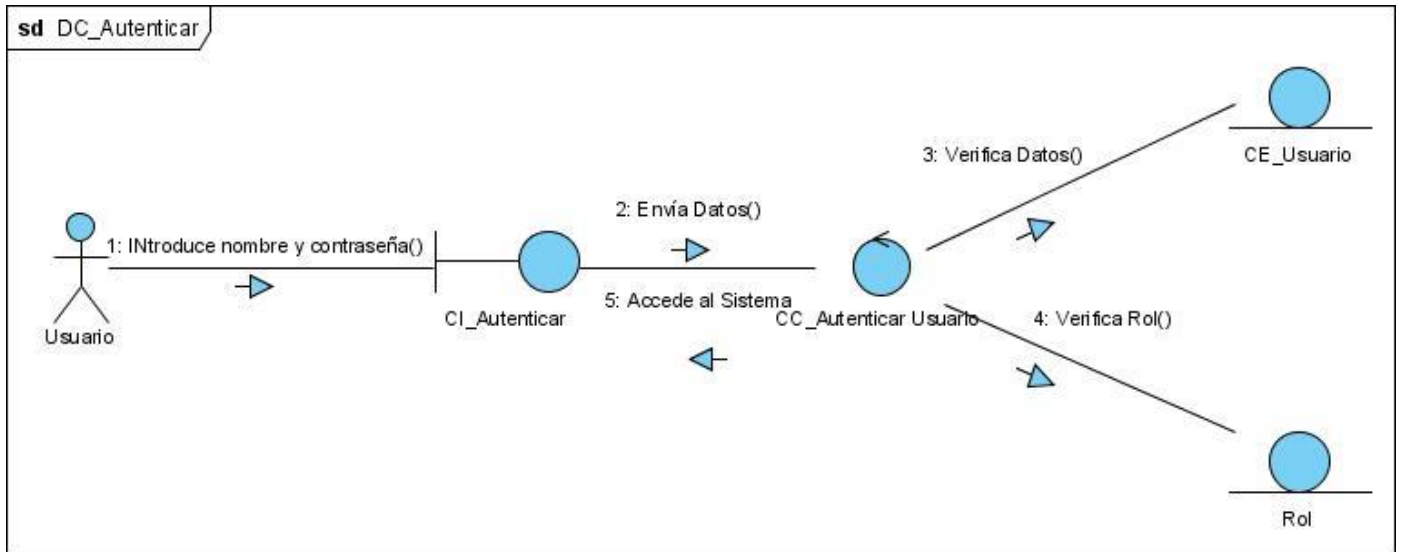 sd DC_Autenticar
3: Verifica Datos()
CE_Usuario
2: Envía Datos()
1: INtroduce nombre y contraseña()
5: Accede al Sistema
CI_Autenticar
CC_Autenticar Usuario
4: Verifica Rol()
Usuario
Rol